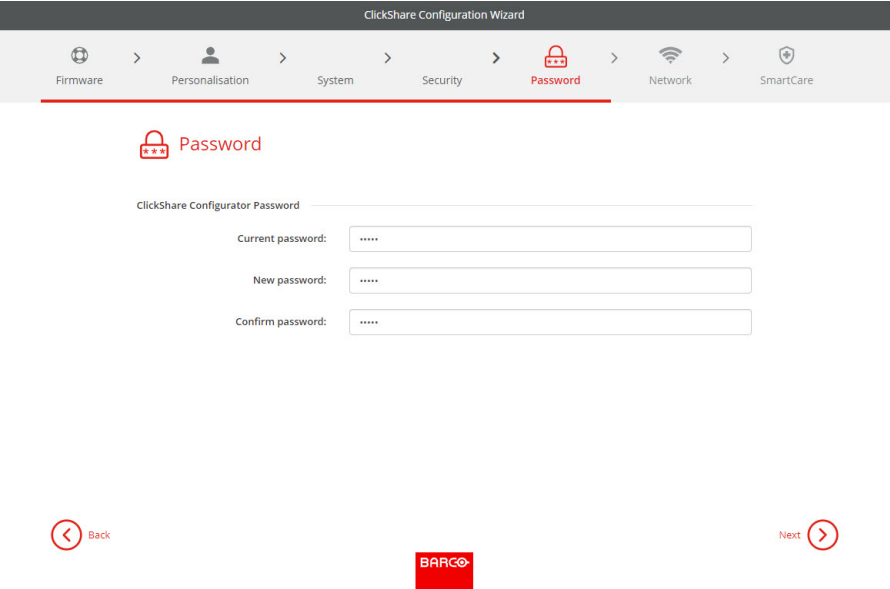 ClickShare Configuration Wizard
Firmware Personalisation System Security Password Network SmartCare
*** Password
ClickShare Configurator Password
Current password: •••••
New password: •••••
Confirm password: •••••
Back Next
BARCO